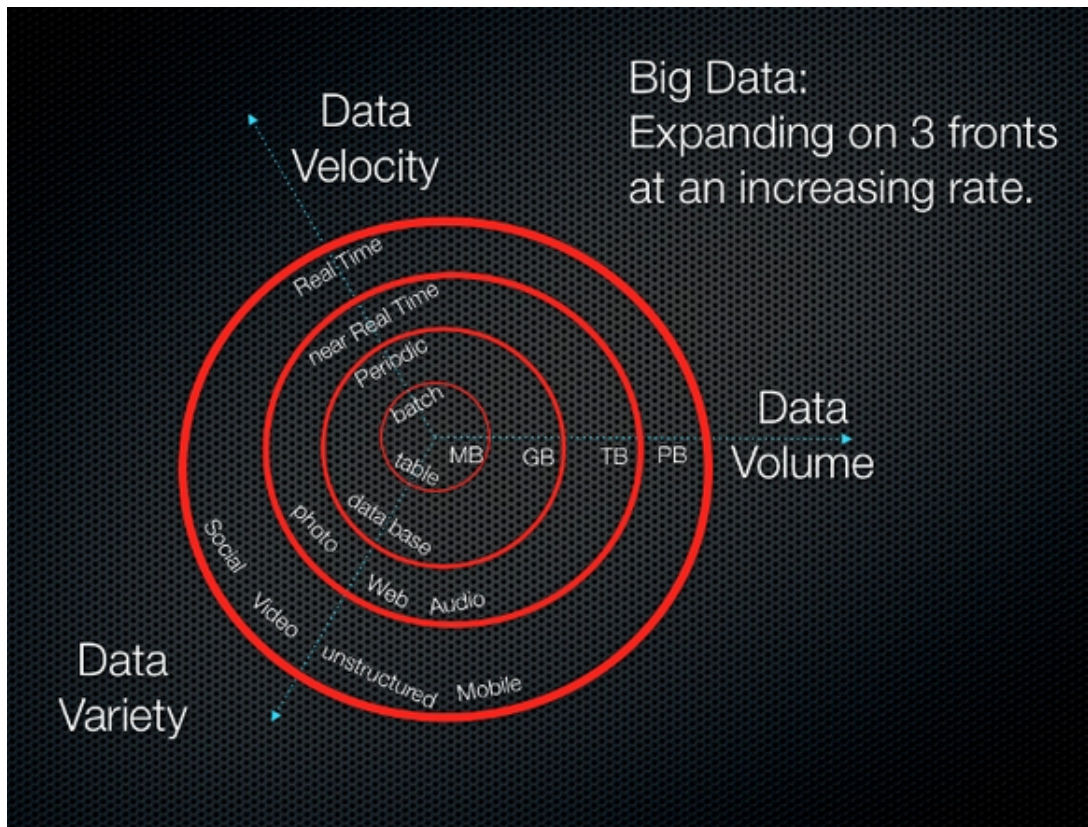 Big Data:
Expanding on 3 fronts
at an increasing rate.
Data
Velocity
Real Time
near Real Time
Periodic
batch
Data
Volume
MB GB TB PB
table
data base
photo
Web Audio
Social
Video
unstructured
Mobile
Data
Variety